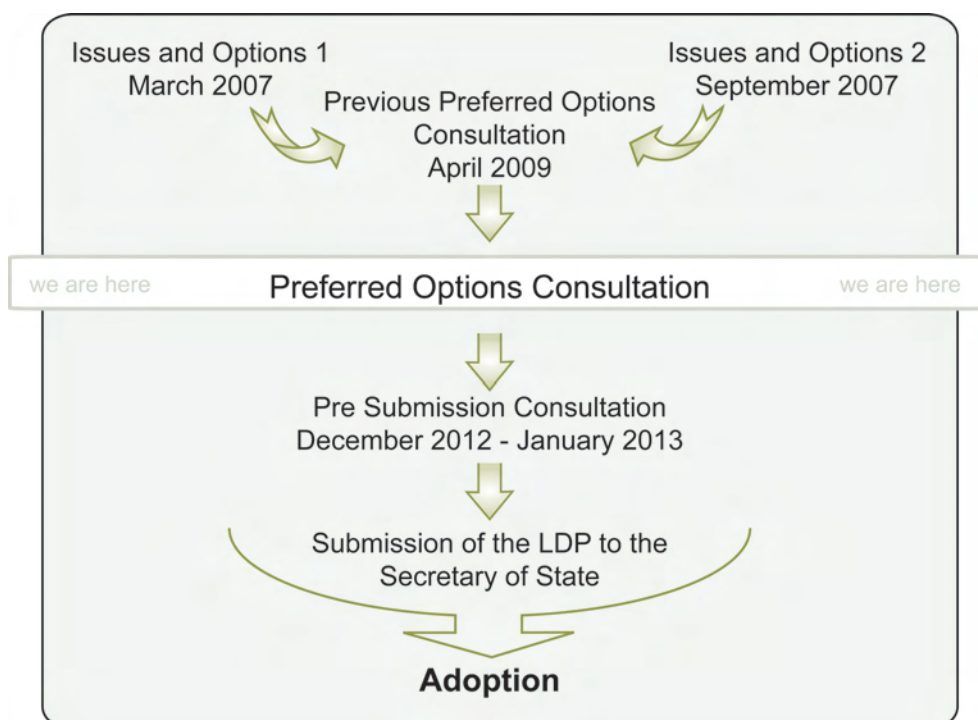 Issues and Options 1
March 2007
Issues and Options 2
September 2007
Previous Preferred Options
Consultation
April 2009
we are here
Preferred Options Consultation
we are here
Pre Submission Consultation
December 2012 - January 2013
Submission of the LDP to the
Secretary of State
Adoption